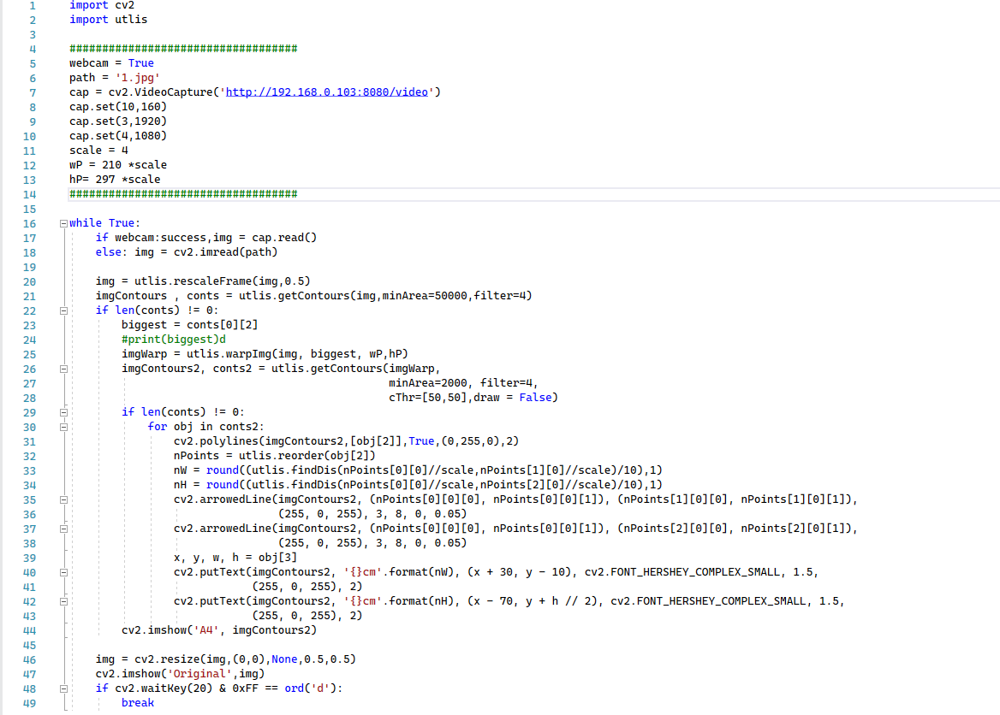 1 import cv2
2 import utlis
3
4 ###################################
5 webcam = True
6 path = '1.jpg'
7 cap = cv2.VideoCapture('http://192.168.0.103:8080/video')
8 cap.set(10,160)
9 cap.set(3,1920)
10 cap.set(4,1080)
11 scale = 4
12 wP = 210 *scale
13 hP= 297 *scale
14 ###################################
15
16 while True:
17     if webcam:success,img = cap.read()
18     else: img = cv2.imread(path)
19
20     img = utlis.rescaleFrame(img,0.5)
21     imgContours , conts = utlis.getContours(img,minArea=50000,filter=4)
22     if len(conts) != 0:
23         biggest = conts[0][2]
24         #print(biggest)d
25         imgWarp = utlis.warpImg(img, biggest, wP,hP)
26         imgContours2, conts2 = utlis.getContours(imgWarp,
27                                                  minArea=2000, filter=4,
28                                                  cThr=[50,50],draw = False)
29         if len(conts) != 0:
30             for obj in conts2:
31                 cv2.polylines(imgContours2,[obj[2]],True,(0,255,0),2)
32                 nPoints = utlis.reorder(obj[2])
33                 nW = round((utlis.findDis(nPoints[0][0]//scale,nPoints[1][0]//scale)/10),1)
34                 nH = round((utlis.findDis(nPoints[0][0]//scale,nPoints[2][0]//scale)/10),1)
35                 cv2.arrowedLine(imgContours2, (nPoints[0][0][0], nPoints[0][0][1]), (nPoints[1][0][0], nPoints[1][0][1]),
36                                 (255, 0, 255), 3, 8, 0, 0.05)
37                 cv2.arrowedLine(imgContours2, (nPoints[0][0][0], nPoints[0][0][1]), (nPoints[2][0][0], nPoints[2][0][1]),
38                                 (255, 0, 255), 3, 8, 0, 0.05)
39                 x, y, w, h = obj[3]
40                 cv2.putText(imgContours2, '{}cm'.format(nW), (x + 30, y - 10), cv2.FONT_HERSHEY_COMPLEX_SMALL, 1.5,
41                             (255, 0, 255), 2)
42                 cv2.putText(imgContours2, '{}cm'.format(nH), (x - 70, y + h // 2), cv2.FONT_HERSHEY_COMPLEX_SMALL, 1.5,
43                             (255, 0, 255), 2)
44         cv2.imshow('A4', imgContours2)
45
46     img = cv2.resize(img,(0,0),None,0.5,0.5)
47     cv2.imshow('Original',img)
48     if cv2.waitKey(20) & 0xFF == ord('d'):
49         break